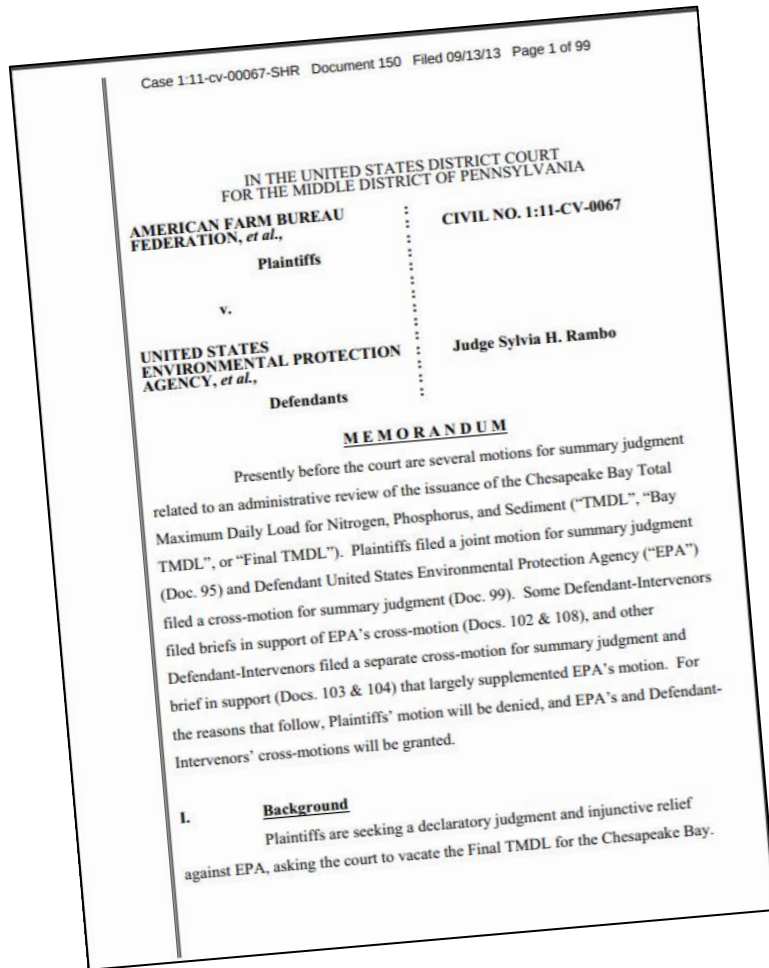 Case 1:11-cv-00067-SHR Document 150 Filed 09/13/13 Page 1 of 99
IN THE UNITED STATES DISTRICT COURT
FOR THE MIDDLE DISTRICT OF PENNSYLVANIA
AMERICAN FARM BUREAU
FEDERATION, et al.,
Plaintiffs
v.
UNITED STATES
ENVIRONMENTAL PROTECTION
AGENCY, et al.,
Defendants
:
:
:
:
:
:
:
:
:
:
:
:
:
:
CIVIL NO. 1:11-CV-0067
Judge Sylvia H. Rambo
M E M O R A N D U M
Presently before the court are several motions for summary judgment
related to an administrative review of the issuance of the Chesapeake Bay Total
Maximum Daily Load for Nitrogen, Phosphorus, and Sediment (“TMDL”, “Bay
TMDL”, or “Final TMDL”). Plaintiffs filed a joint motion for summary judgment
(Doc. 95) and Defendant United States Environmental Protection Agency (“EPA”)
filed a cross-motion for summary judgment (Doc. 99). Some Defendant-Intervenors
filed briefs in support of EPA’s cross-motion (Docs. 102 & 108), and other
Defendant-Intervenors filed a separate cross-motion for summary judgment and
brief in support (Docs. 103 & 104) that largely supplemented EPA’s motion. For
the reasons that follow, Plaintiffs’ motion will be denied, and EPA’s and Defendant-
Intervenors’ cross-motions will be granted.
I. Background
Plaintiffs are seeking a declaratory judgment and injunctive relief
against EPA, asking the court to vacate the Final TMDL for the Chesapeake Bay.